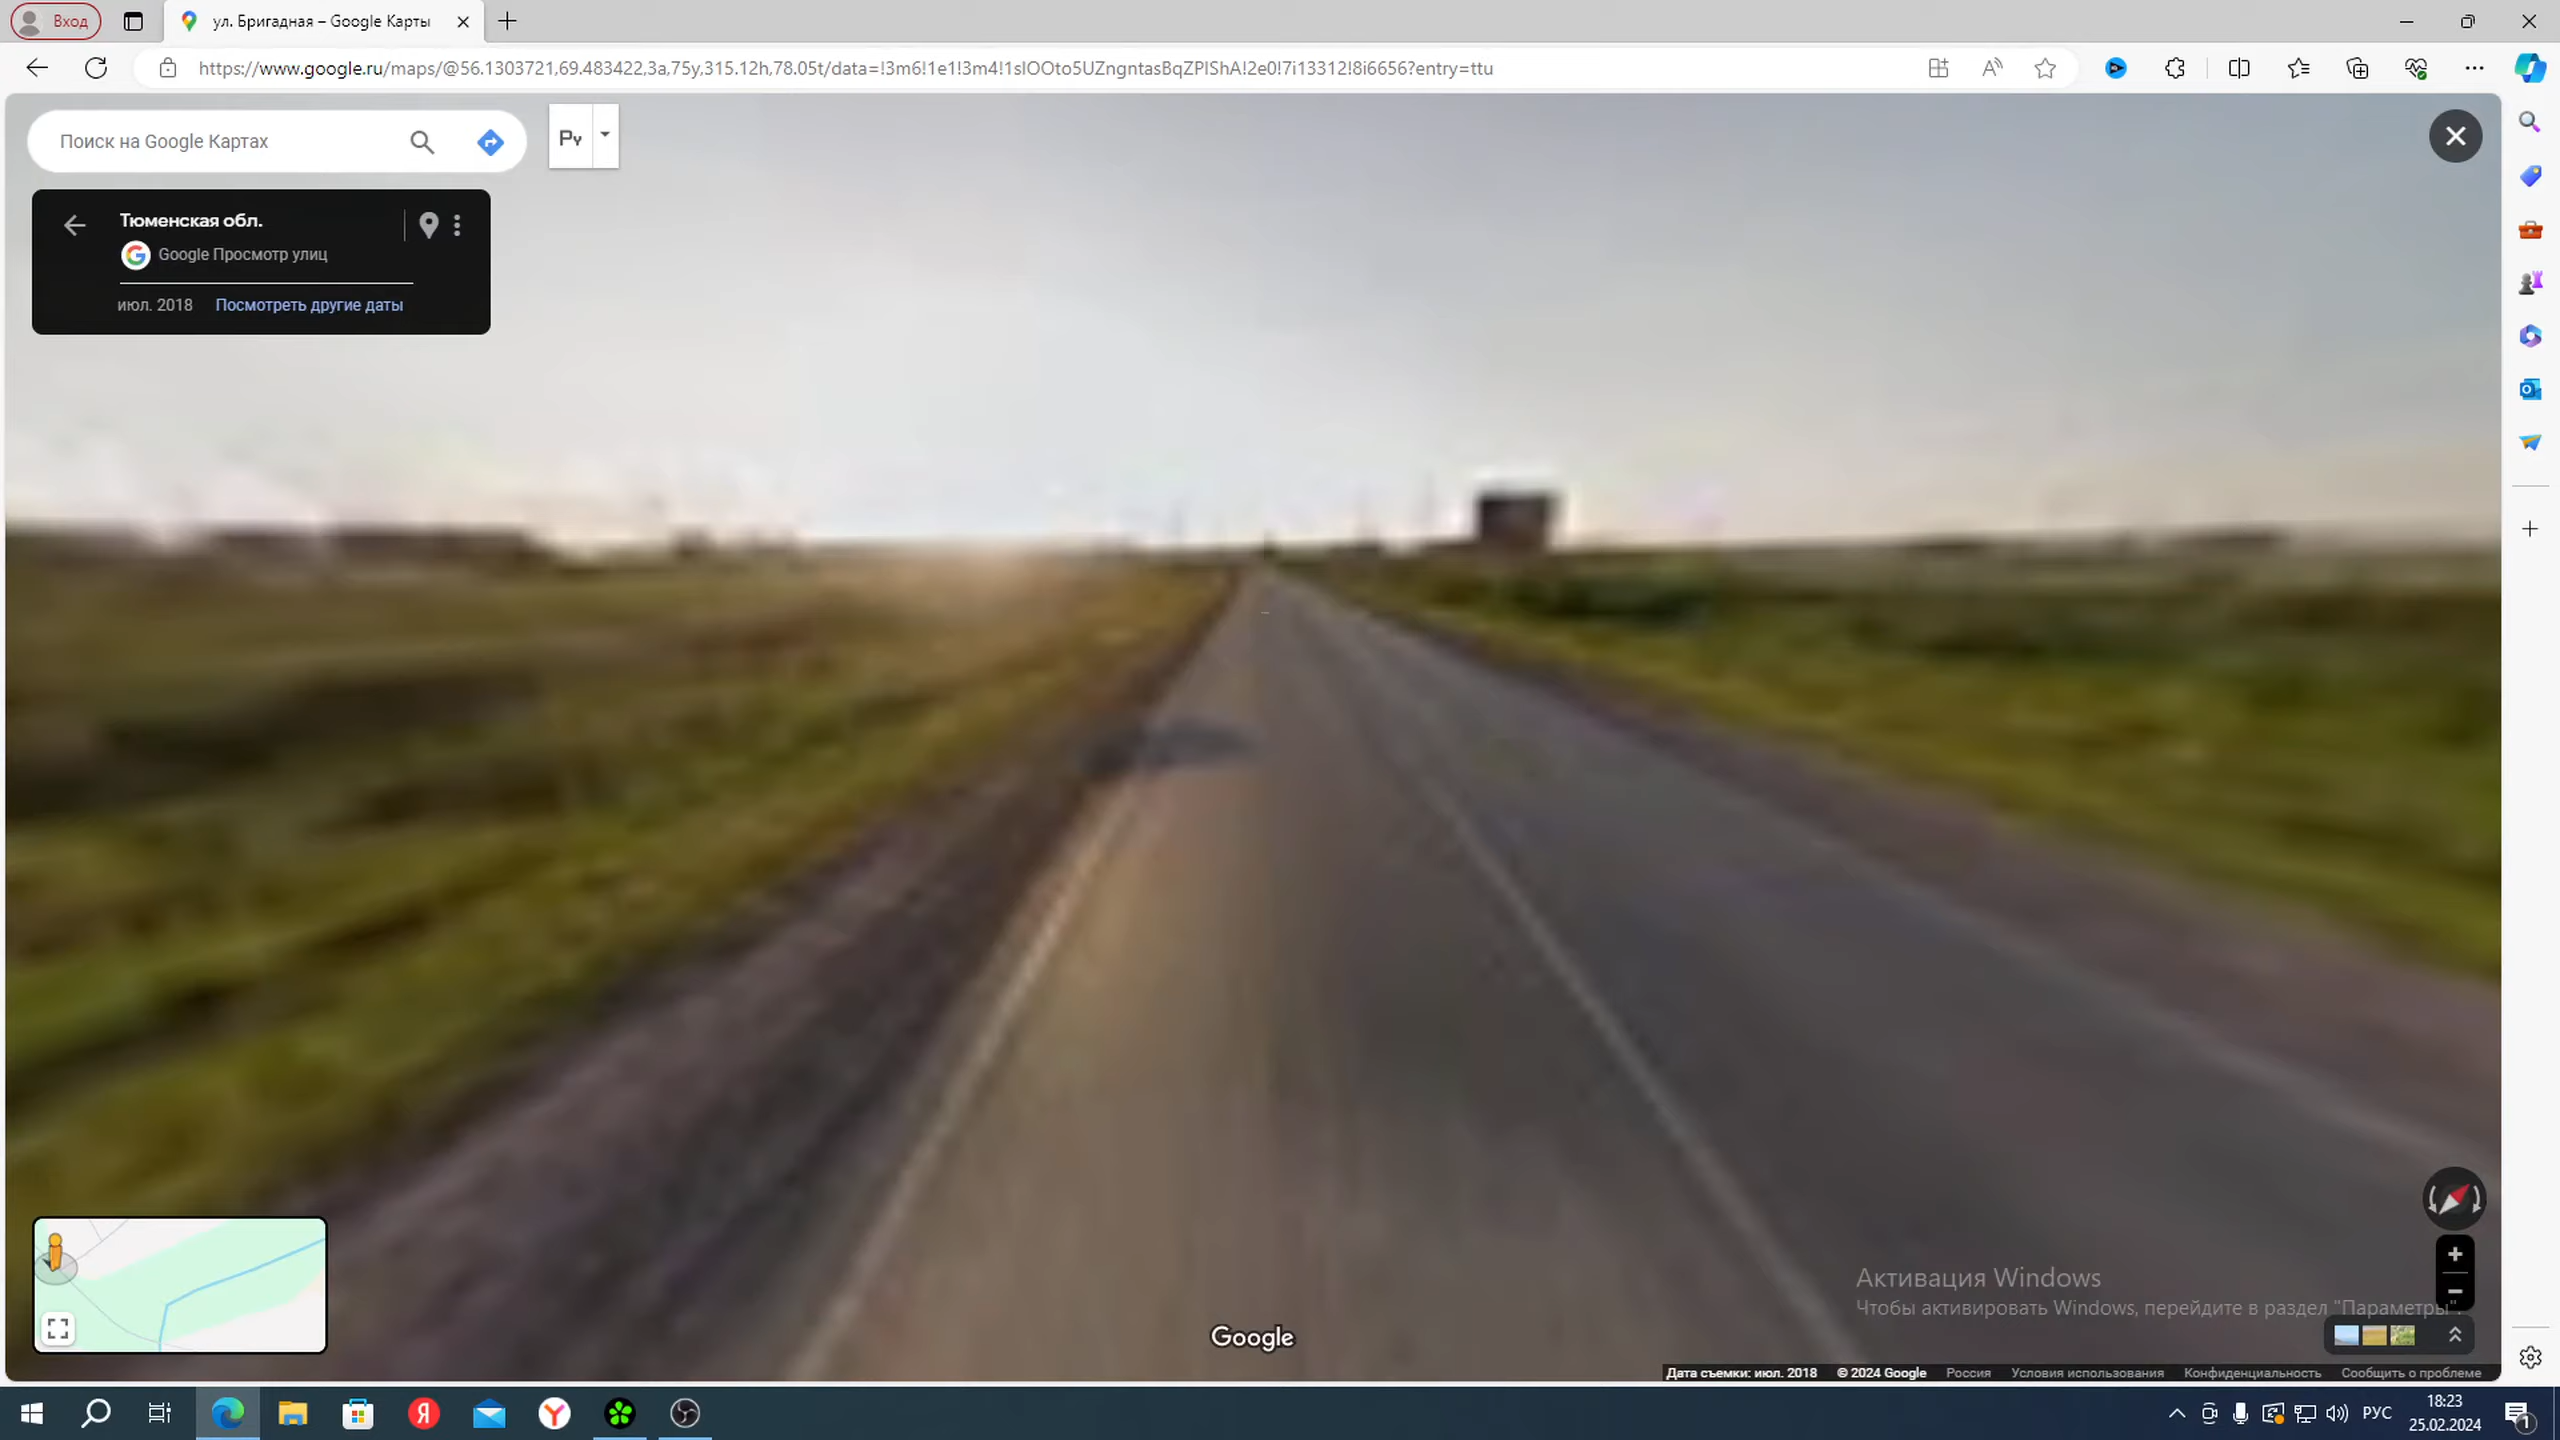 Вход
ул. Бригадная – Google Карты
https://www.google.ru/maps/@56.1303721,69.483422,3a,75y,315.12h,78.05t/data=!3m6!1e1!3m4!1sIOOto5UZngntasBqZPIShA!2e0!7i13312!8i6656?entry=ttu
Поиск на Google Картах
Ру
Тюменская обл.
Google Просмотр улиц
июл. 2018 Посмотреть другие даты
Активация Windows
Чтобы активировать Windows, перейдите в раздел "Параметры".
Google
Дата съемки: июл. 2018 © 2024 Google Россия Условия использования Конфиденциальность Сообщить о проблеме
РУС
18:23
25.02.2024
1